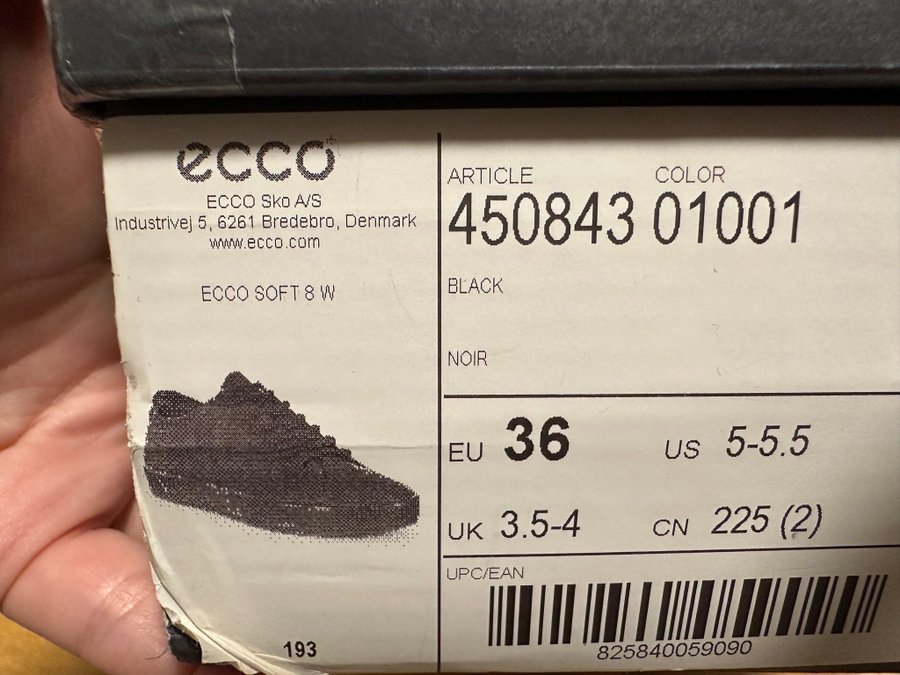 ecco
ECCO Sko A/S
Industrivej 5, 6261 Bredebro, Denmark
www.ecco.com
ECCO SOFT 8 W
193
ARTICLE COLOR
450843 01001
BLACK
NOIR
EU 36 US 5-5.5
UK 3.5-4 CN 225 (2)
UPC/EAN
825840059090